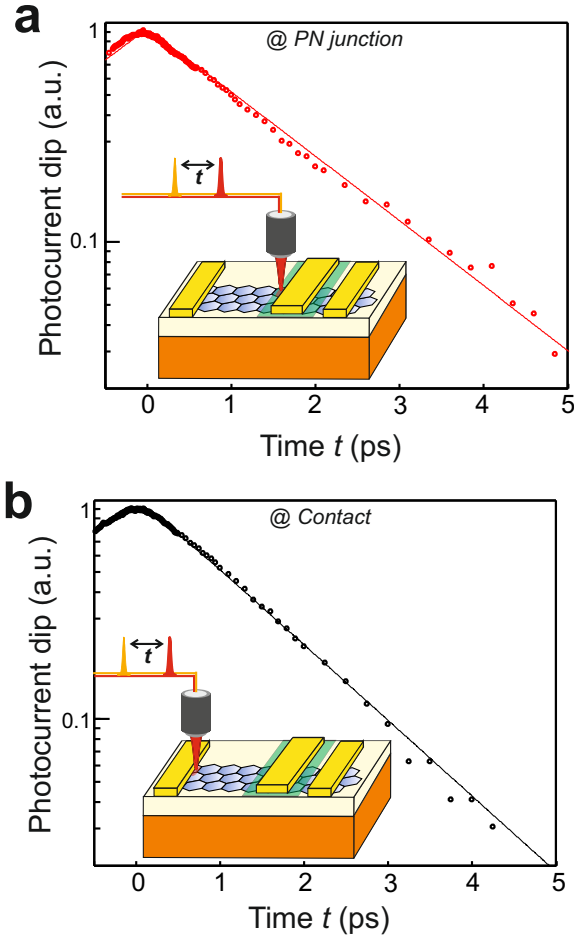 a
@ PN junction
Photocurrent dip (a.u.)
1
0.1
t
0 1 2 3 4 5
Time t (ps)
b
@ Contact
Photocurrent dip (a.u.)
1
0.1
t
0 1 2 3 4 5
Time t (ps)